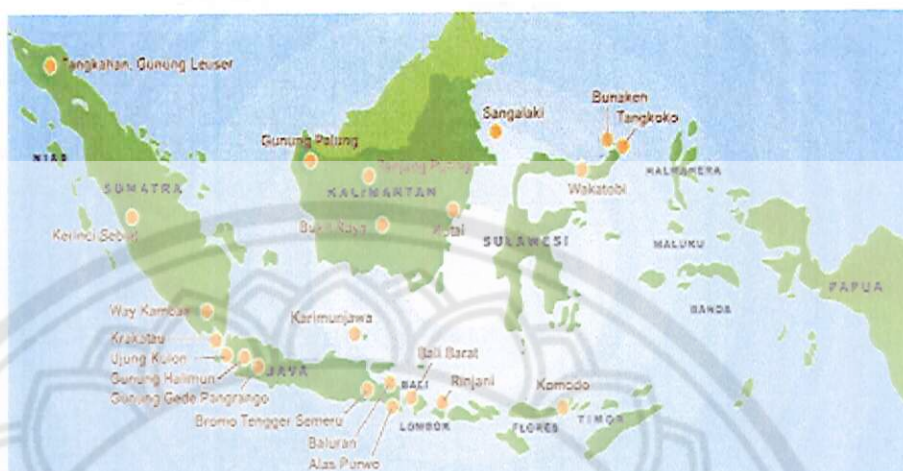 Tangkahan, Gunung Leuser
Bunaken
Sangalaki
Tangkoko
Gunung Palung
NIAS
Tanjung Puting
HALMAHERA
SUMATRA
KALIMANTAN
Wakatobi
Kerinci Seblat
Bukit Raya
Kutai
SULAWESI
MALUKU
PAPUA
BANDA
Way Kambas
Karimunjawa
Krakatau
Bali Barat
Ujung Kulon
Gunung Halimun
JAVA
BALI
Rinjani
Komodo
Gunung Gede Pangrango
Bromo Tengger Semeru
LOMBOK
FLORES
TIMOR
Baluran
Alas Purwo